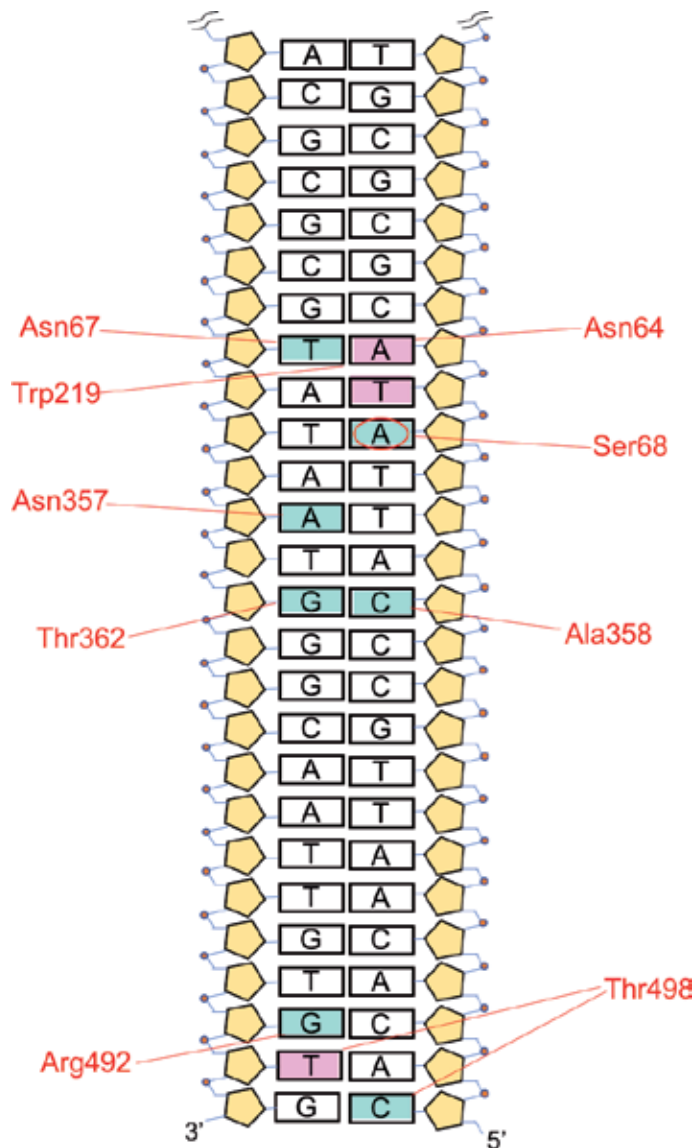 A T
C G
G C
C G
G C
C G
G C
Asn67 T A Asn64
Trp219
A T
T A Ser68
A T
Asn357 A T
T A
Thr362 G C Ala358
G C
G C
C G
A T
A T
T A
T A
G C
T A
Thr498
G C
Arg492 T A
G C
3’ 5’